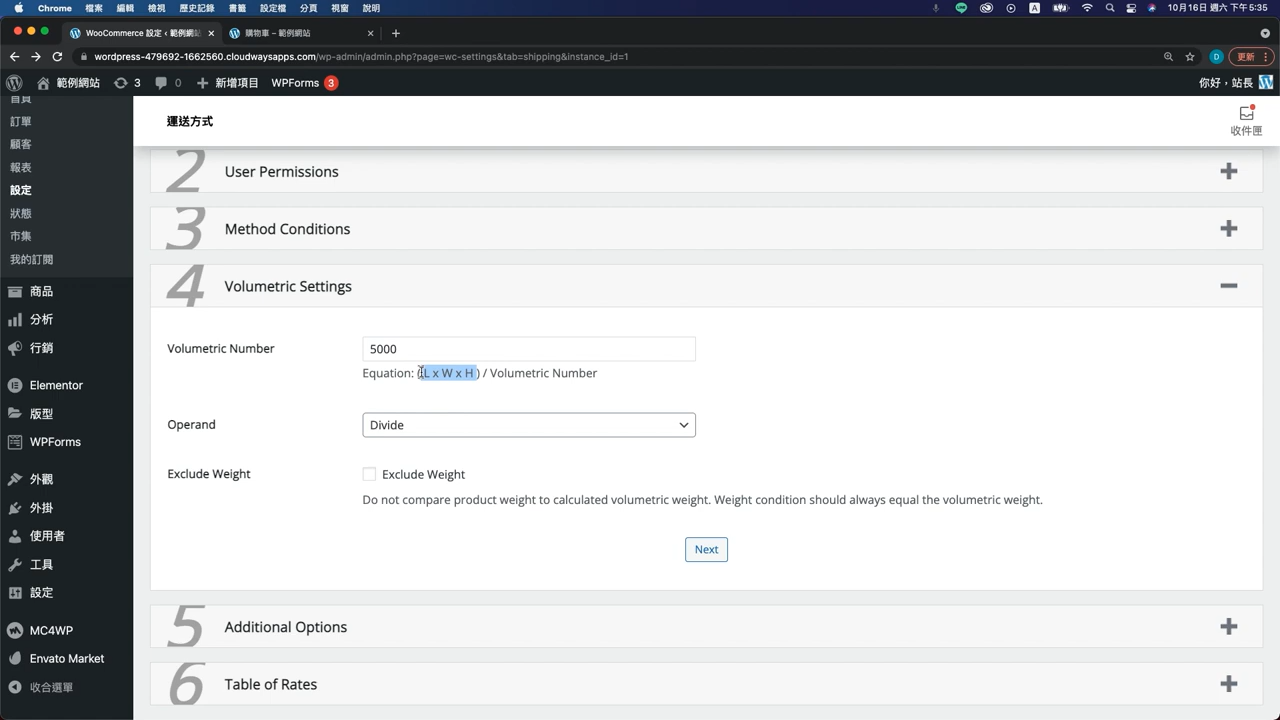 Chrome 檔案 編輯 檢視 歷史記錄 書籤 設定檔 分頁 視窗 說明 A 10月16日 週六 下午5:35
WooCommerce 設定 ‹ 範例網站 購物車 – 範例網站
wordpress-479692-1662560.cloudwaysapps.com/wp-admin/admin.php?page=wc-settings&tab=shipping&instance_id=1 D 更新
範例網站 3 0 新增項目 WPForms 3 你好，站長
首頁
訂單
顧客
報表
設定
狀態
市集
我的訂閱
商品
分析
行銷
Elementor
版型
WPForms
外觀
外掛
使用者
工具
設定
MC4WP
Envato Market
收合選單
運送方式
收件匣
2 User Permissions
3 Method Conditions
4 Volumetric Settings
Volumetric Number 5000
Equation: ( L x W x H ) / Volumetric Number
Operand Divide
Exclude Weight Exclude Weight
Do not compare product weight to calculated volumetric weight. Weight condition should always equal the volumetric weight.
Next
5 Additional Options
6 Table of Rates